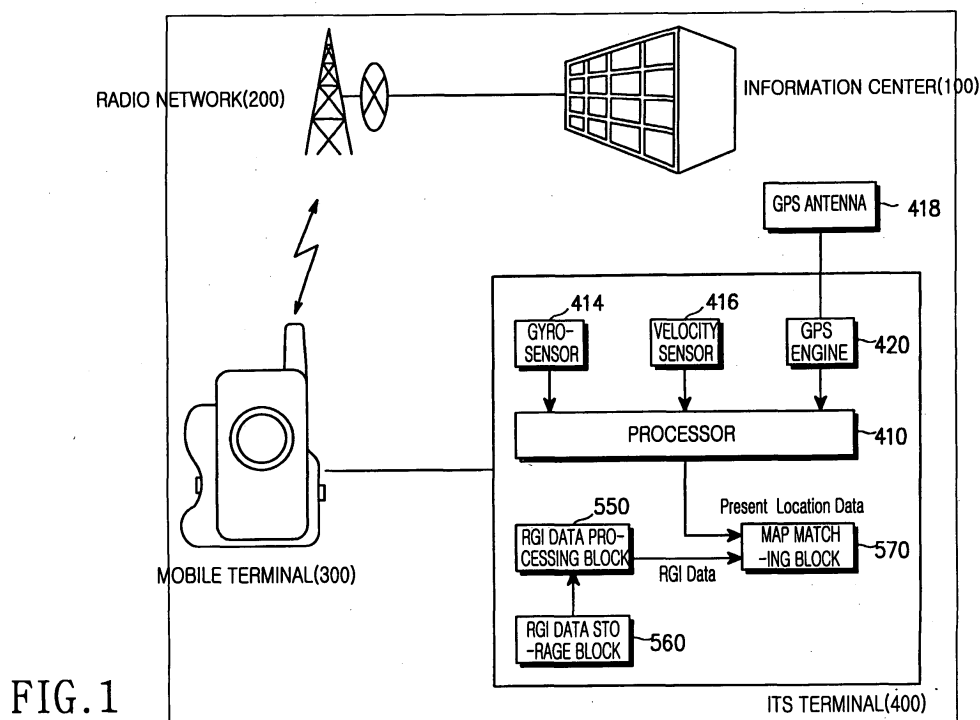 RADIO NETWORK(200)
INFORMATION CENTER(100)
GPS ANTENNA
418
414
416
GYRO-
SENSOR
VELOCITY
SENSOR
GPS
ENGINE
420
PROCESSOR
410
Present Location Data
550
RGI DATA PRO-
CESSING BLOCK
RGI Data
MAP MATCH
-ING BLOCK
570
MOBILE TERMINAL(300)
RGI DATA STO
-RAGE BLOCK
560
ITS TERMINAL(400)
FIG.1